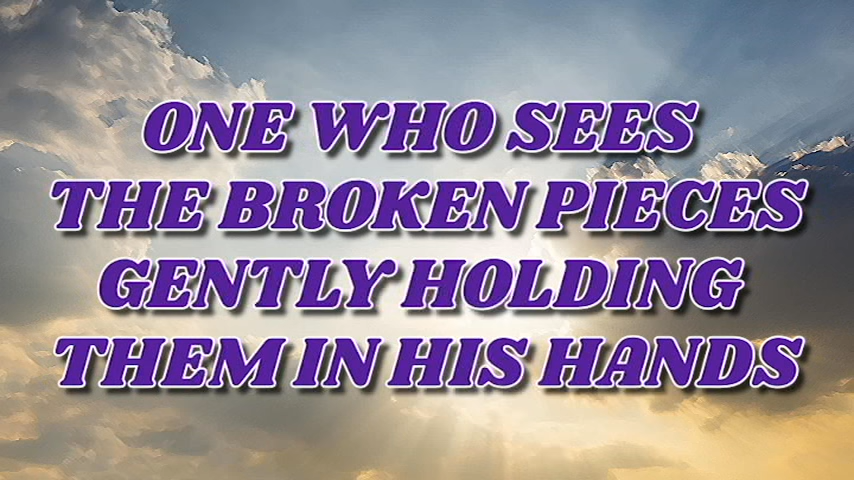 ONE WHO SEES
THE BROKEN PIECES
GENTLY HOLDING
THEM IN HIS HANDS